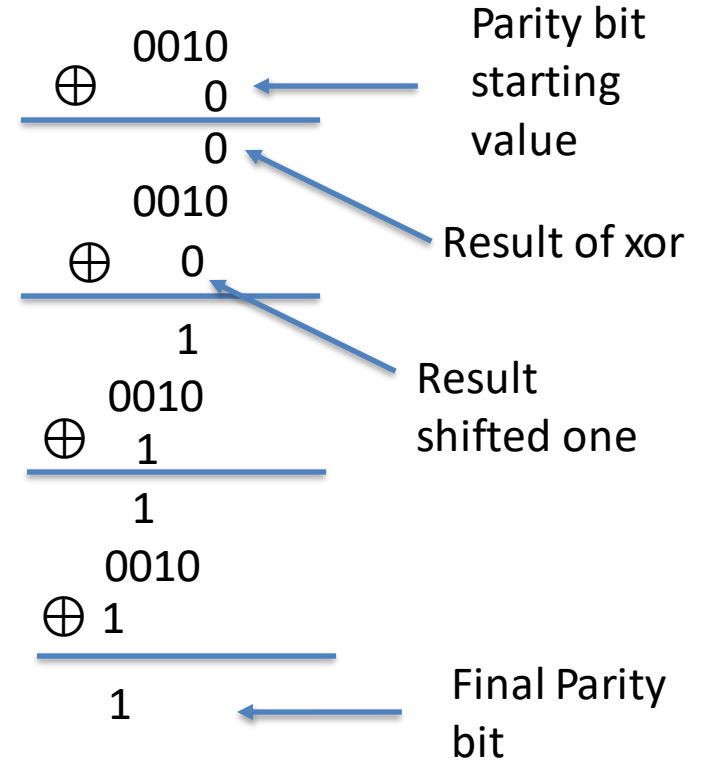 0010
⊕ 0
0
0010
⊕ 0
1
0010
⊕ 1
1
0010
⊕ 1
1
Parity bit
starting
value
Result of xor
Result
shifted one
Final Parity
bit